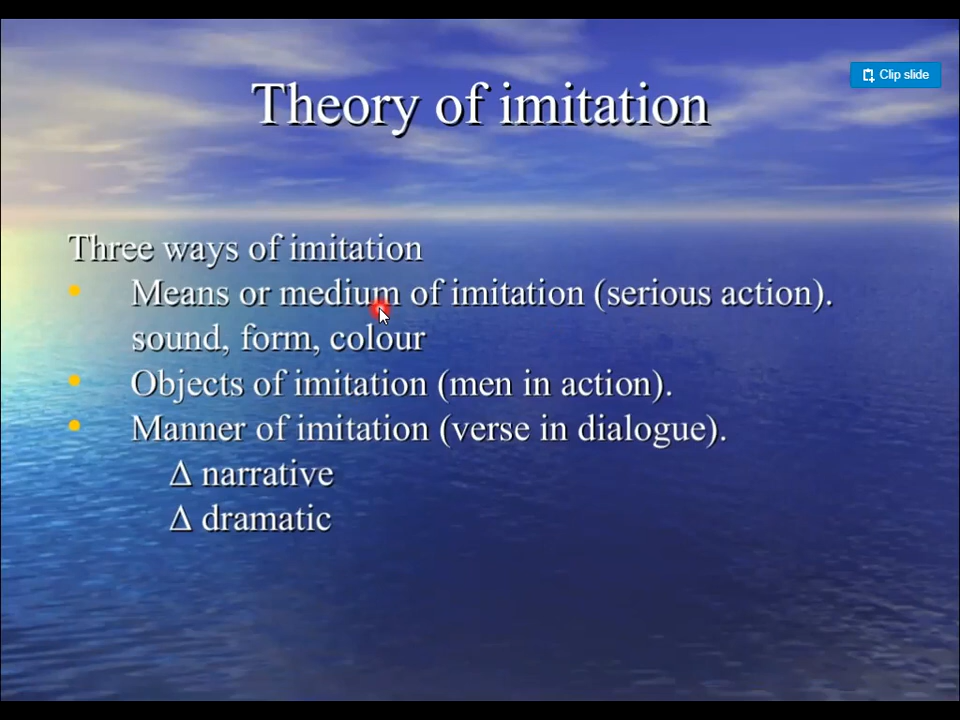 Clip slide
Theory of imitation
Three ways of imitation
• Means or medium of imitation (serious action).
sound, form, colour
• Objects of imitation (men in action).
• Manner of imitation (verse in dialogue).
Δ narrative
Δ dramatic